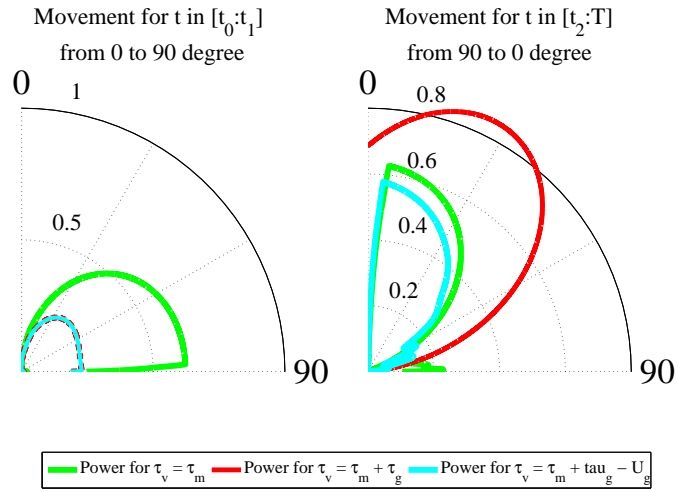 Movement for t in [t0:t1]
from 0 to 90 degree
Movement for t in [t2:T]
from 90 to 0 degree
0
1
0.5
90
0
0.8
0.6
0.4
0.2
90
Power for τv = τm
Power for τv = τm + τg
Power for τv = τm + taug − Ug